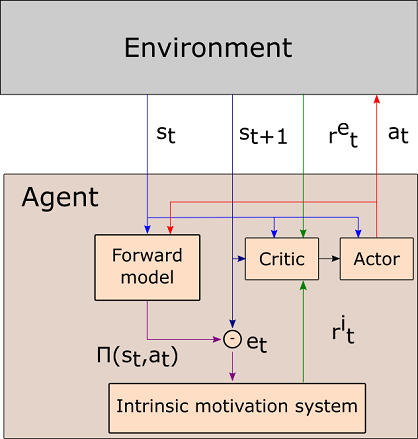 Environment
sₜ
sₜ₊₁
rᵉₜ
aₜ
Agent
Forward
model
Critic
Actor
Π(sₜ,aₜ)
-
eₜ
rⁱₜ
Intrinsic motivation system